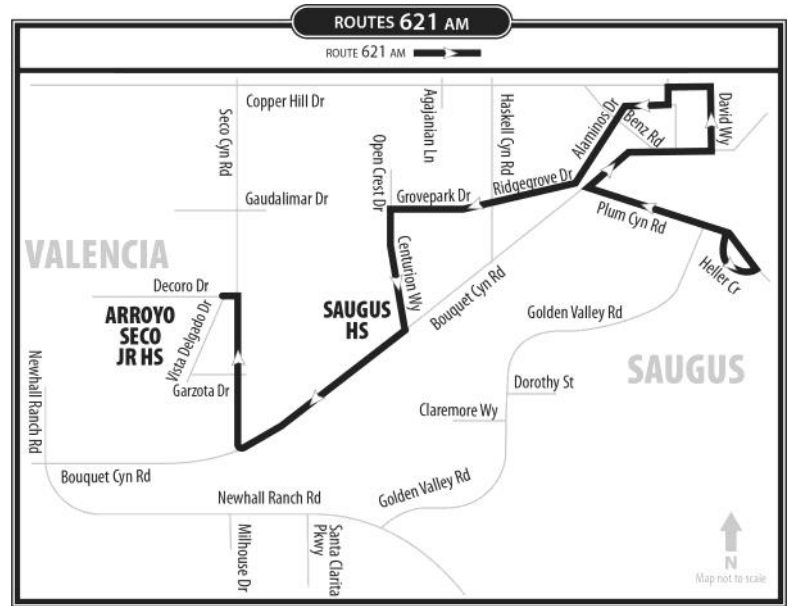 ROUTES 621 AM
ROUTE 621 AM
Copper Hill Dr
Seco Cyn Rd
Agajanian Ln
Haskell Cyn Rd
Alaminos Dr
Benz Rd
David Wy
Open Crest Dr
Gaudalimar Dr
Grovepark Dr
Ridgegrove Dr
Plum Cyn Rd
VALENCIA
Centurion Wy
Heller Cr
Decoro Dr
ARROYO
SECO
JR HS
Vista Delgado Dr
SAUGUS
HS
Bouquet Cyn Rd
Golden Valley Rd
Newhall Ranch Rd
Garzota Dr
SAUGUS
Dorothy St
Claremore Wy
Bouquet Cyn Rd
Newhall Ranch Rd
Golden Valley Rd
Milhouse Dr
Santa Clarita
Pkwy
N
Map not to scale